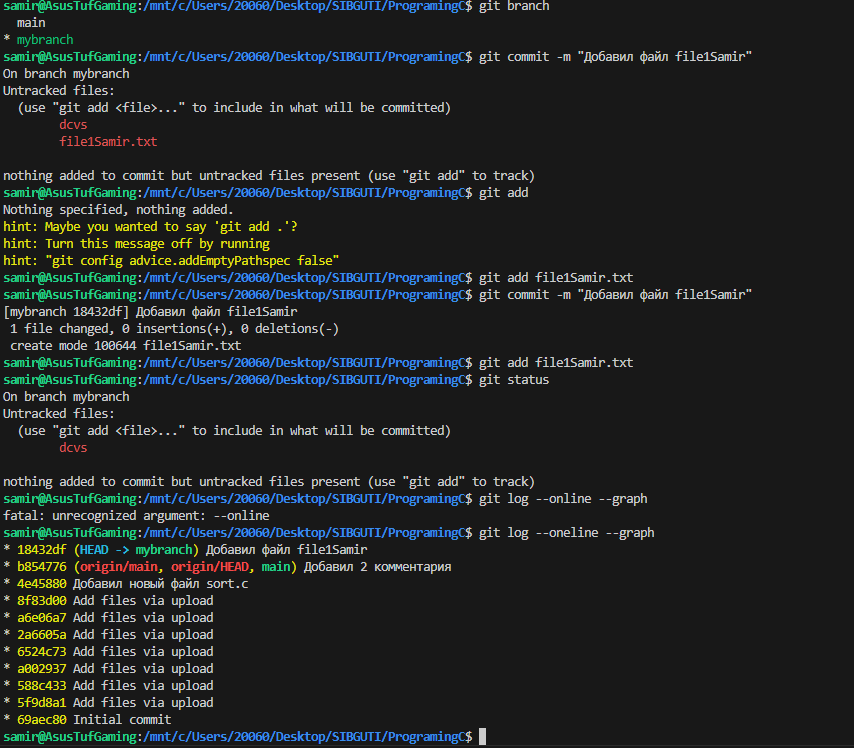 samir@AsusTufGaming:/mnt/c/Users/20060/Desktop/SIBGUTI/ProgramingC$ git branch
  main
* mybranch
samir@AsusTufGaming:/mnt/c/Users/20060/Desktop/SIBGUTI/ProgramingC$ git commit -m "Добавил файл file1Samir"
On branch mybranch
Untracked files:
  (use "git add <file>..." to include in what will be committed)
        dcvs
        file1Samir.txt

nothing added to commit but untracked files present (use "git add" to track)
samir@AsusTufGaming:/mnt/c/Users/20060/Desktop/SIBGUTI/ProgramingC$ git add
Nothing specified, nothing added.
hint: Maybe you wanted to say 'git add .'?
hint: Turn this message off by running
hint: "git config advice.addEmptyPathspec false"
samir@AsusTufGaming:/mnt/c/Users/20060/Desktop/SIBGUTI/ProgramingC$ git add file1Samir.txt
samir@AsusTufGaming:/mnt/c/Users/20060/Desktop/SIBGUTI/ProgramingC$ git commit -m "Добавил файл file1Samir"
[mybranch 18432df] Добавил файл file1Samir
 1 file changed, 0 insertions(+), 0 deletions(-)
 create mode 100644 file1Samir.txt
samir@AsusTufGaming:/mnt/c/Users/20060/Desktop/SIBGUTI/ProgramingC$ git add file1Samir.txt
samir@AsusTufGaming:/mnt/c/Users/20060/Desktop/SIBGUTI/ProgramingC$ git status
On branch mybranch
Untracked files:
  (use "git add <file>..." to include in what will be committed)
        dcvs

nothing added to commit but untracked files present (use "git add" to track)
samir@AsusTufGaming:/mnt/c/Users/20060/Desktop/SIBGUTI/ProgramingC$ git log --online --graph
fatal: unrecognized argument: --online
samir@AsusTufGaming:/mnt/c/Users/20060/Desktop/SIBGUTI/ProgramingC$ git log --oneline --graph
* 18432df (HEAD -> mybranch) Добавил файл file1Samir
* b854776 (origin/main, origin/HEAD, main) Добавил 2 комментария
* 4e45880 Добавил новый файл sort.c
* 8f83d00 Add files via upload
* a6e06a7 Add files via upload
* 2a6605a Add files via upload
* 6524c73 Add files via upload
* a002937 Add files via upload
* 588c433 Add files via upload
* 5f9d8a1 Add files via upload
* 69aec80 Initial commit
samir@AsusTufGaming:/mnt/c/Users/20060/Desktop/SIBGUTI/ProgramingC$